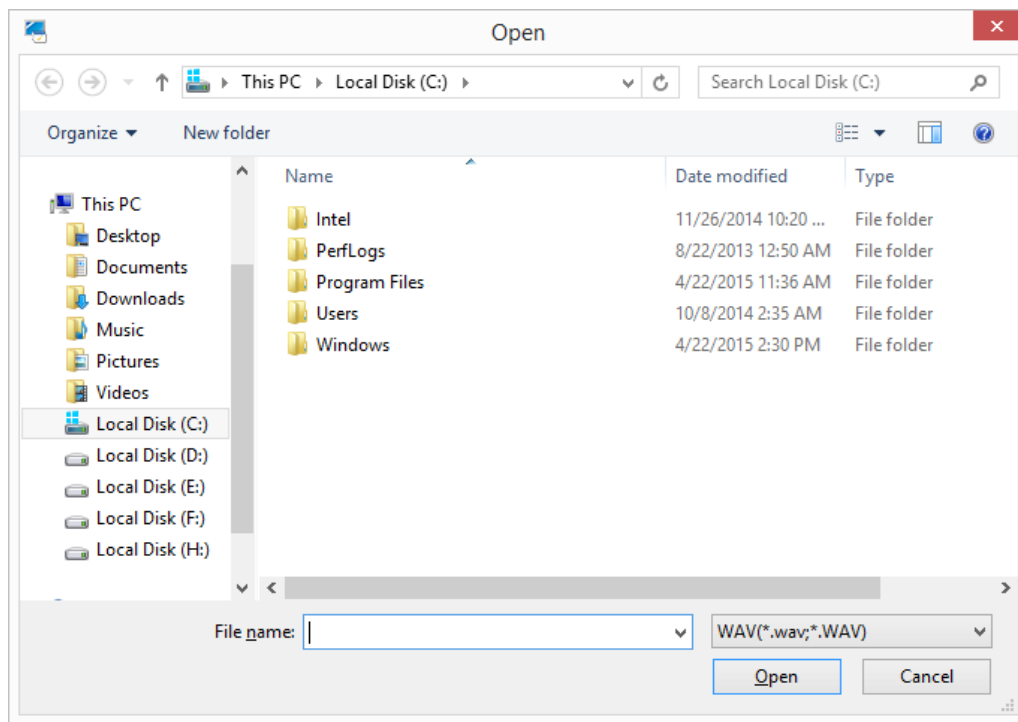 Open
This PC Local Disk (C:)
Search Local Disk (C:)
Organize
New folder
This PC
Desktop
Documents
Downloads
Music
Pictures
Videos
Local Disk (C:)
Local Disk (D:)
Local Disk (E:)
Local Disk (F:)
Local Disk (H:)
Name Date modified Type
Intel 11/26/2014 10:20 ... File folder
PerfLogs 8/22/2013 12:50 AM File folder
Program Files 4/22/2015 11:36 AM File folder
Users 10/8/2014 2:35 AM File folder
Windows 4/22/2015 2:30 PM File folder
File name:
WAV(*.wav;*.WAV)
Open
Cancel